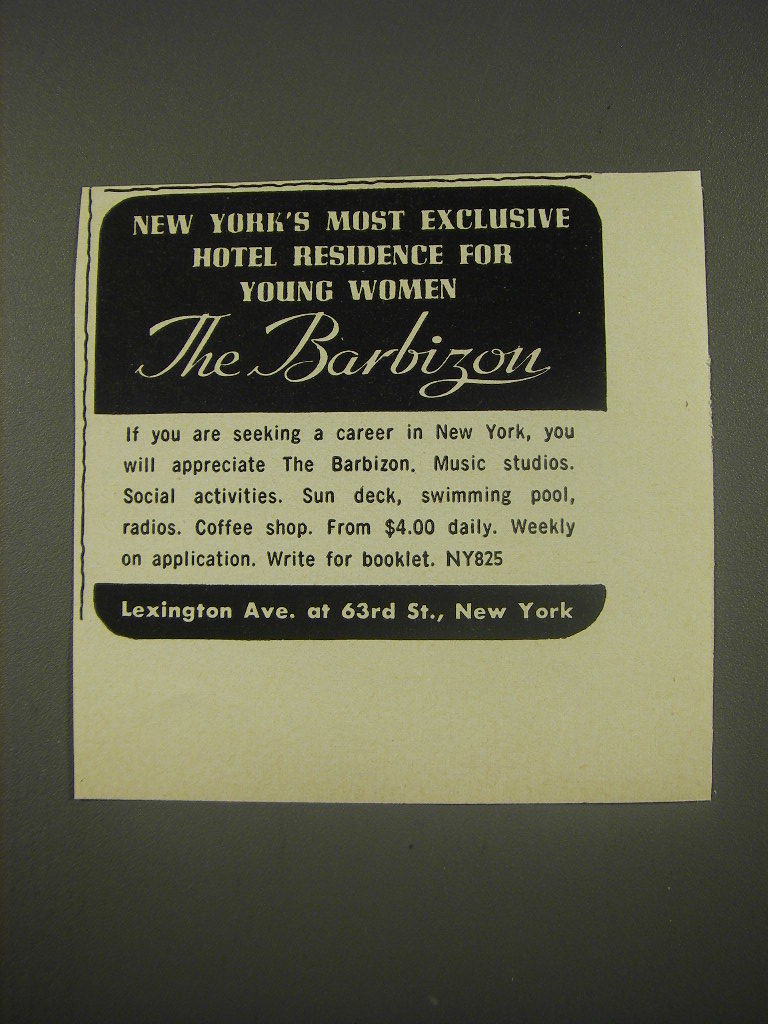 NEW YORK'S MOST EXCLUSIVE
HOTEL RESIDENCE FOR
YOUNG WOMEN
The Barbizon
If you are seeking a career in New York, you
will appreciate The Barbizon. Music studios.
Social activities. Sun deck, swimming pool,
radios. Coffee shop. From $4.00 daily. Weekly
on application. Write for booklet. NY825
Lexington Ave. at 63rd St., New York